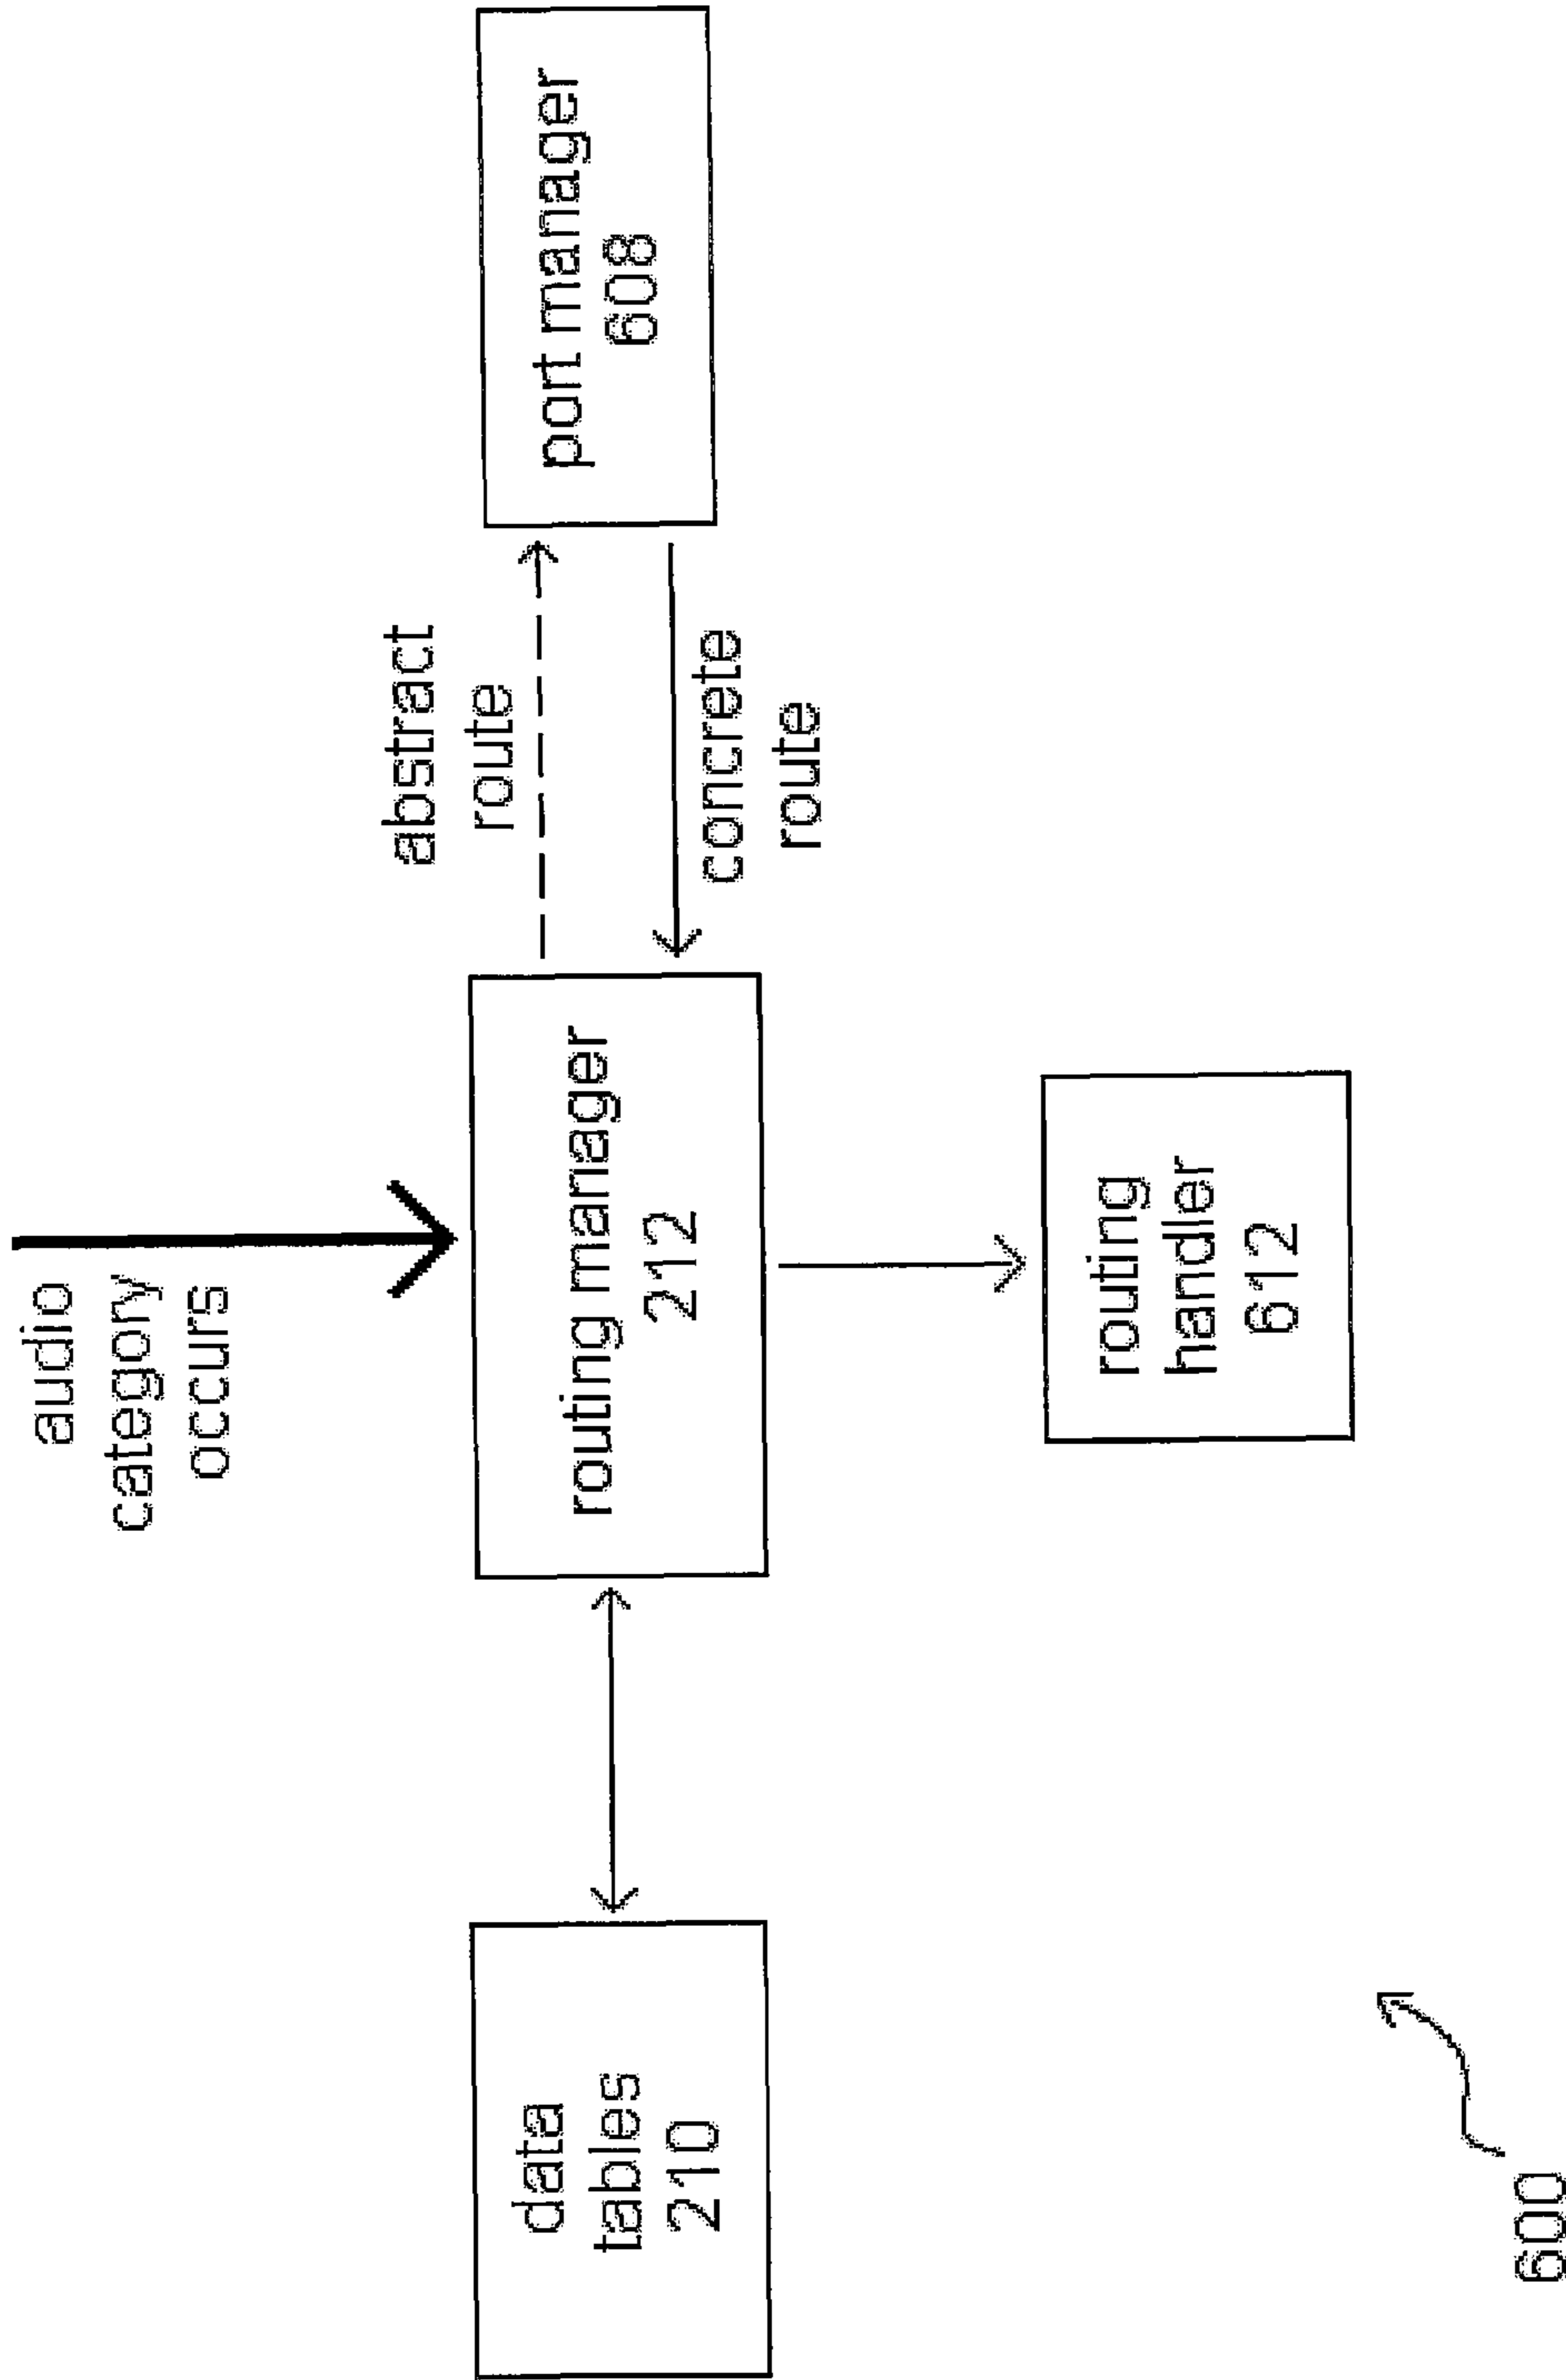 audio
category
occurs
data
tables
210
routing manager
212
abstract
route
concrete
route
port manager
608
routing
handler
612
600